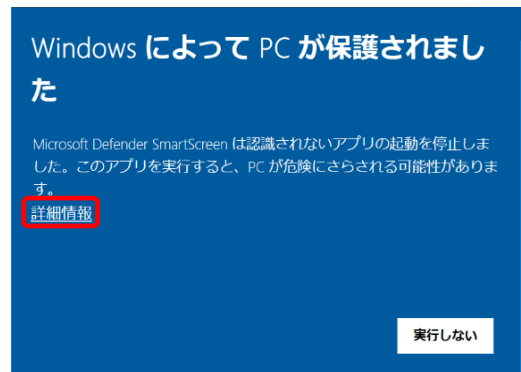 Windows によって PC が保護されまし
た
Microsoft Defender SmartScreen は認識されないアプリの起動を停止しま
した。このアプリを実行すると、PC が危険にさらされる可能性がありま
す。
詳細情報
実行しない